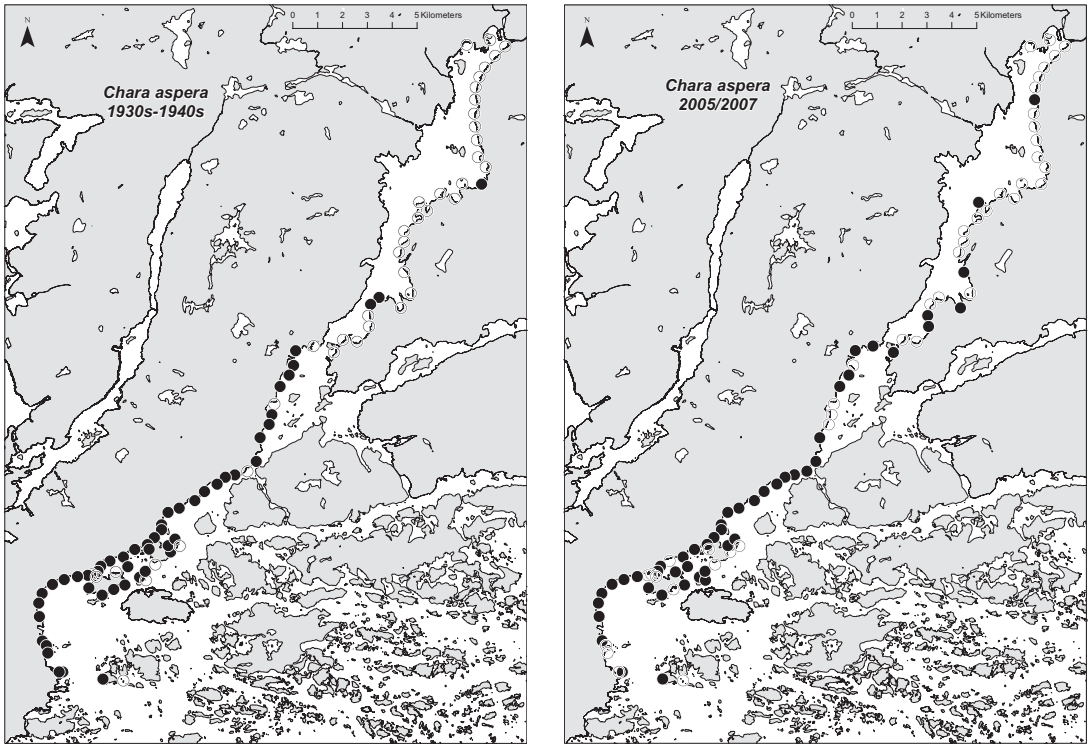 N
0 1 2 3 4 5 Kilometers
Chara aspera
1930s-1940s
N
0 1 2 3 4 5 Kilometers
Chara aspera
2005/2007